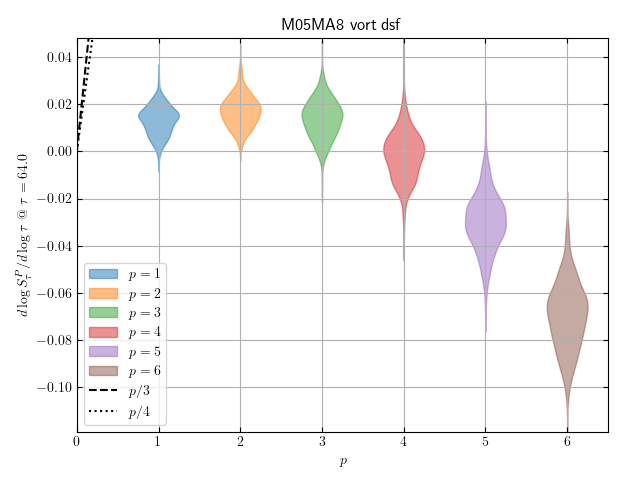 M05MA8 vort dsf
d log S_τ^P / d log τ @ τ = 64.0
0.04
0.02
0.00
−0.02
−0.04
−0.06
−0.08
−0.10
p = 1
p = 2
p = 3
p = 4
p = 5
p = 6
p/3
p/4
0 1 2 3 4 5 6
p